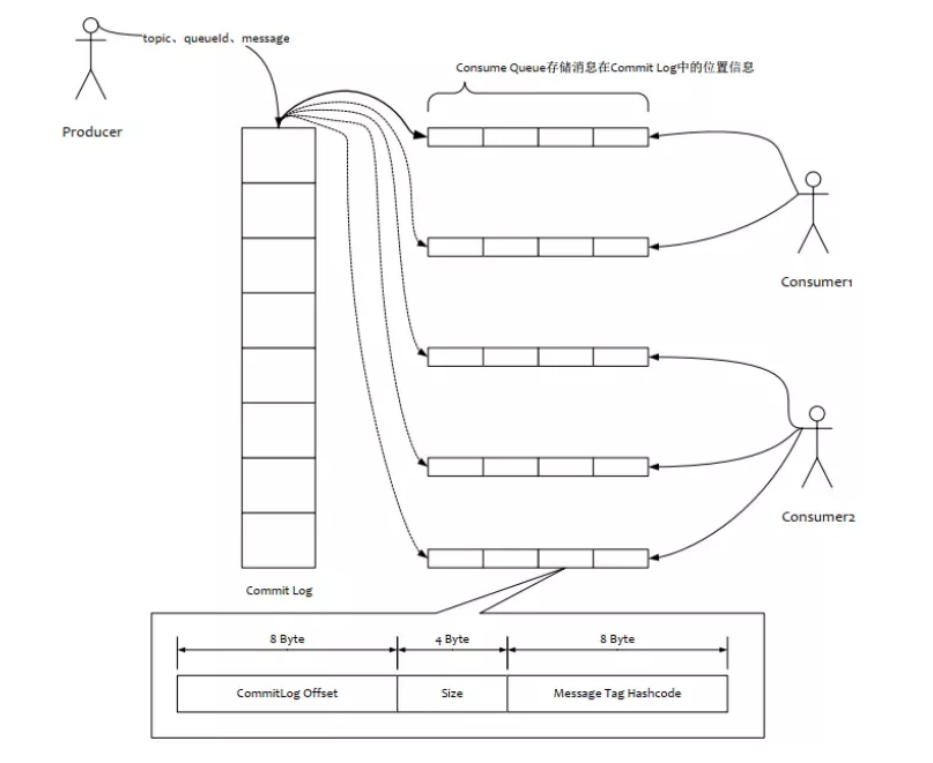 topic、queueId、message
Consume Queue存储消息在Commit Log中的位置信息
Producer
Consumer1
Consumer2
Commit Log
8 Byte
4 Byte
8 Byte
CommitLog Offset
Size
Message Tag Hashcode